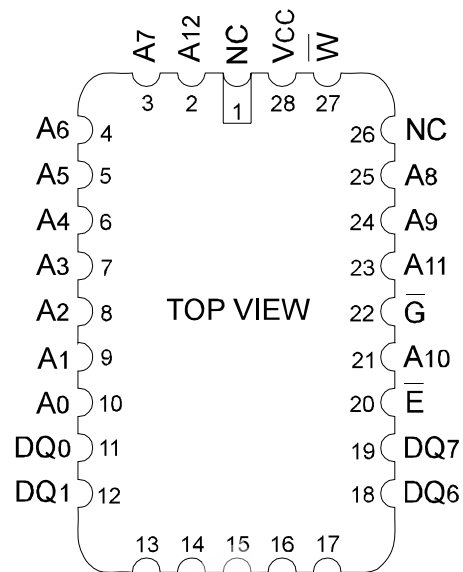 A7 A12 NC VCC W̅
3 2 1 28 27
A6 4 26 NC
A5 5 25 A8
A4 6 24 A9
A3 7 23 A11
A2 8 TOP VIEW 22 G̅
A1 9 21 A10
A0 10 20 E̅
DQ0 11 19 DQ7
DQ1 12 18 DQ6
13 14 15 16 17